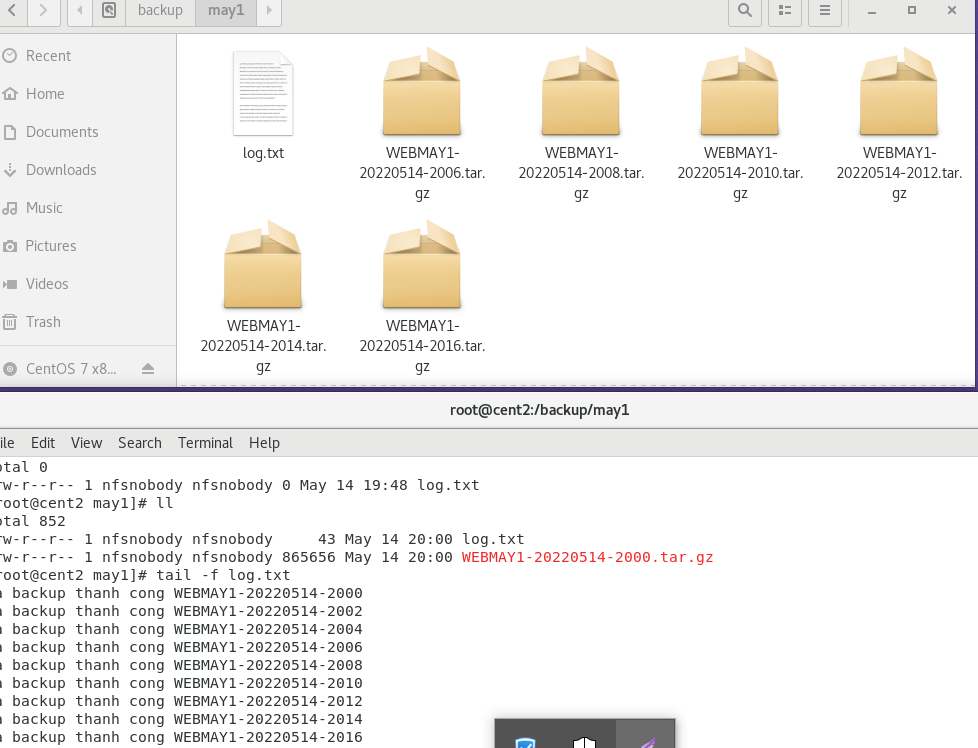 backup may1
Recent
Home
Documents
Downloads
Music
Pictures
Videos
Trash
CentOS 7 x8...
log.txt
WEBMAY1-
20220514-2006.tar.
gz
WEBMAY1-
20220514-2008.tar.
gz
WEBMAY1-
20220514-2010.tar.
gz
WEBMAY1-
20220514-2012.tar.
gz
WEBMAY1-
20220514-2014.tar.
gz
WEBMAY1-
20220514-2016.tar.
gz
root@cent2:/backup/may1
ile Edit View Search Terminal Help
otal 0
rw-r--r-- 1 nfsnobody nfsnobody 0 May 14 19:48 log.txt
root@cent2 may1]# ll
otal 852
rw-r--r-- 1 nfsnobody nfsnobody     43 May 14 20:00 log.txt
rw-r--r-- 1 nfsnobody nfsnobody 865656 May 14 20:00 WEBMAY1-20220514-2000.tar.gz
root@cent2 may1]# tail -f log.txt
a backup thanh cong WEBMAY1-20220514-2000
a backup thanh cong WEBMAY1-20220514-2002
a backup thanh cong WEBMAY1-20220514-2004
a backup thanh cong WEBMAY1-20220514-2006
a backup thanh cong WEBMAY1-20220514-2008
a backup thanh cong WEBMAY1-20220514-2010
a backup thanh cong WEBMAY1-20220514-2012
a backup thanh cong WEBMAY1-20220514-2014
a backup thanh cong WEBMAY1-20220514-2016